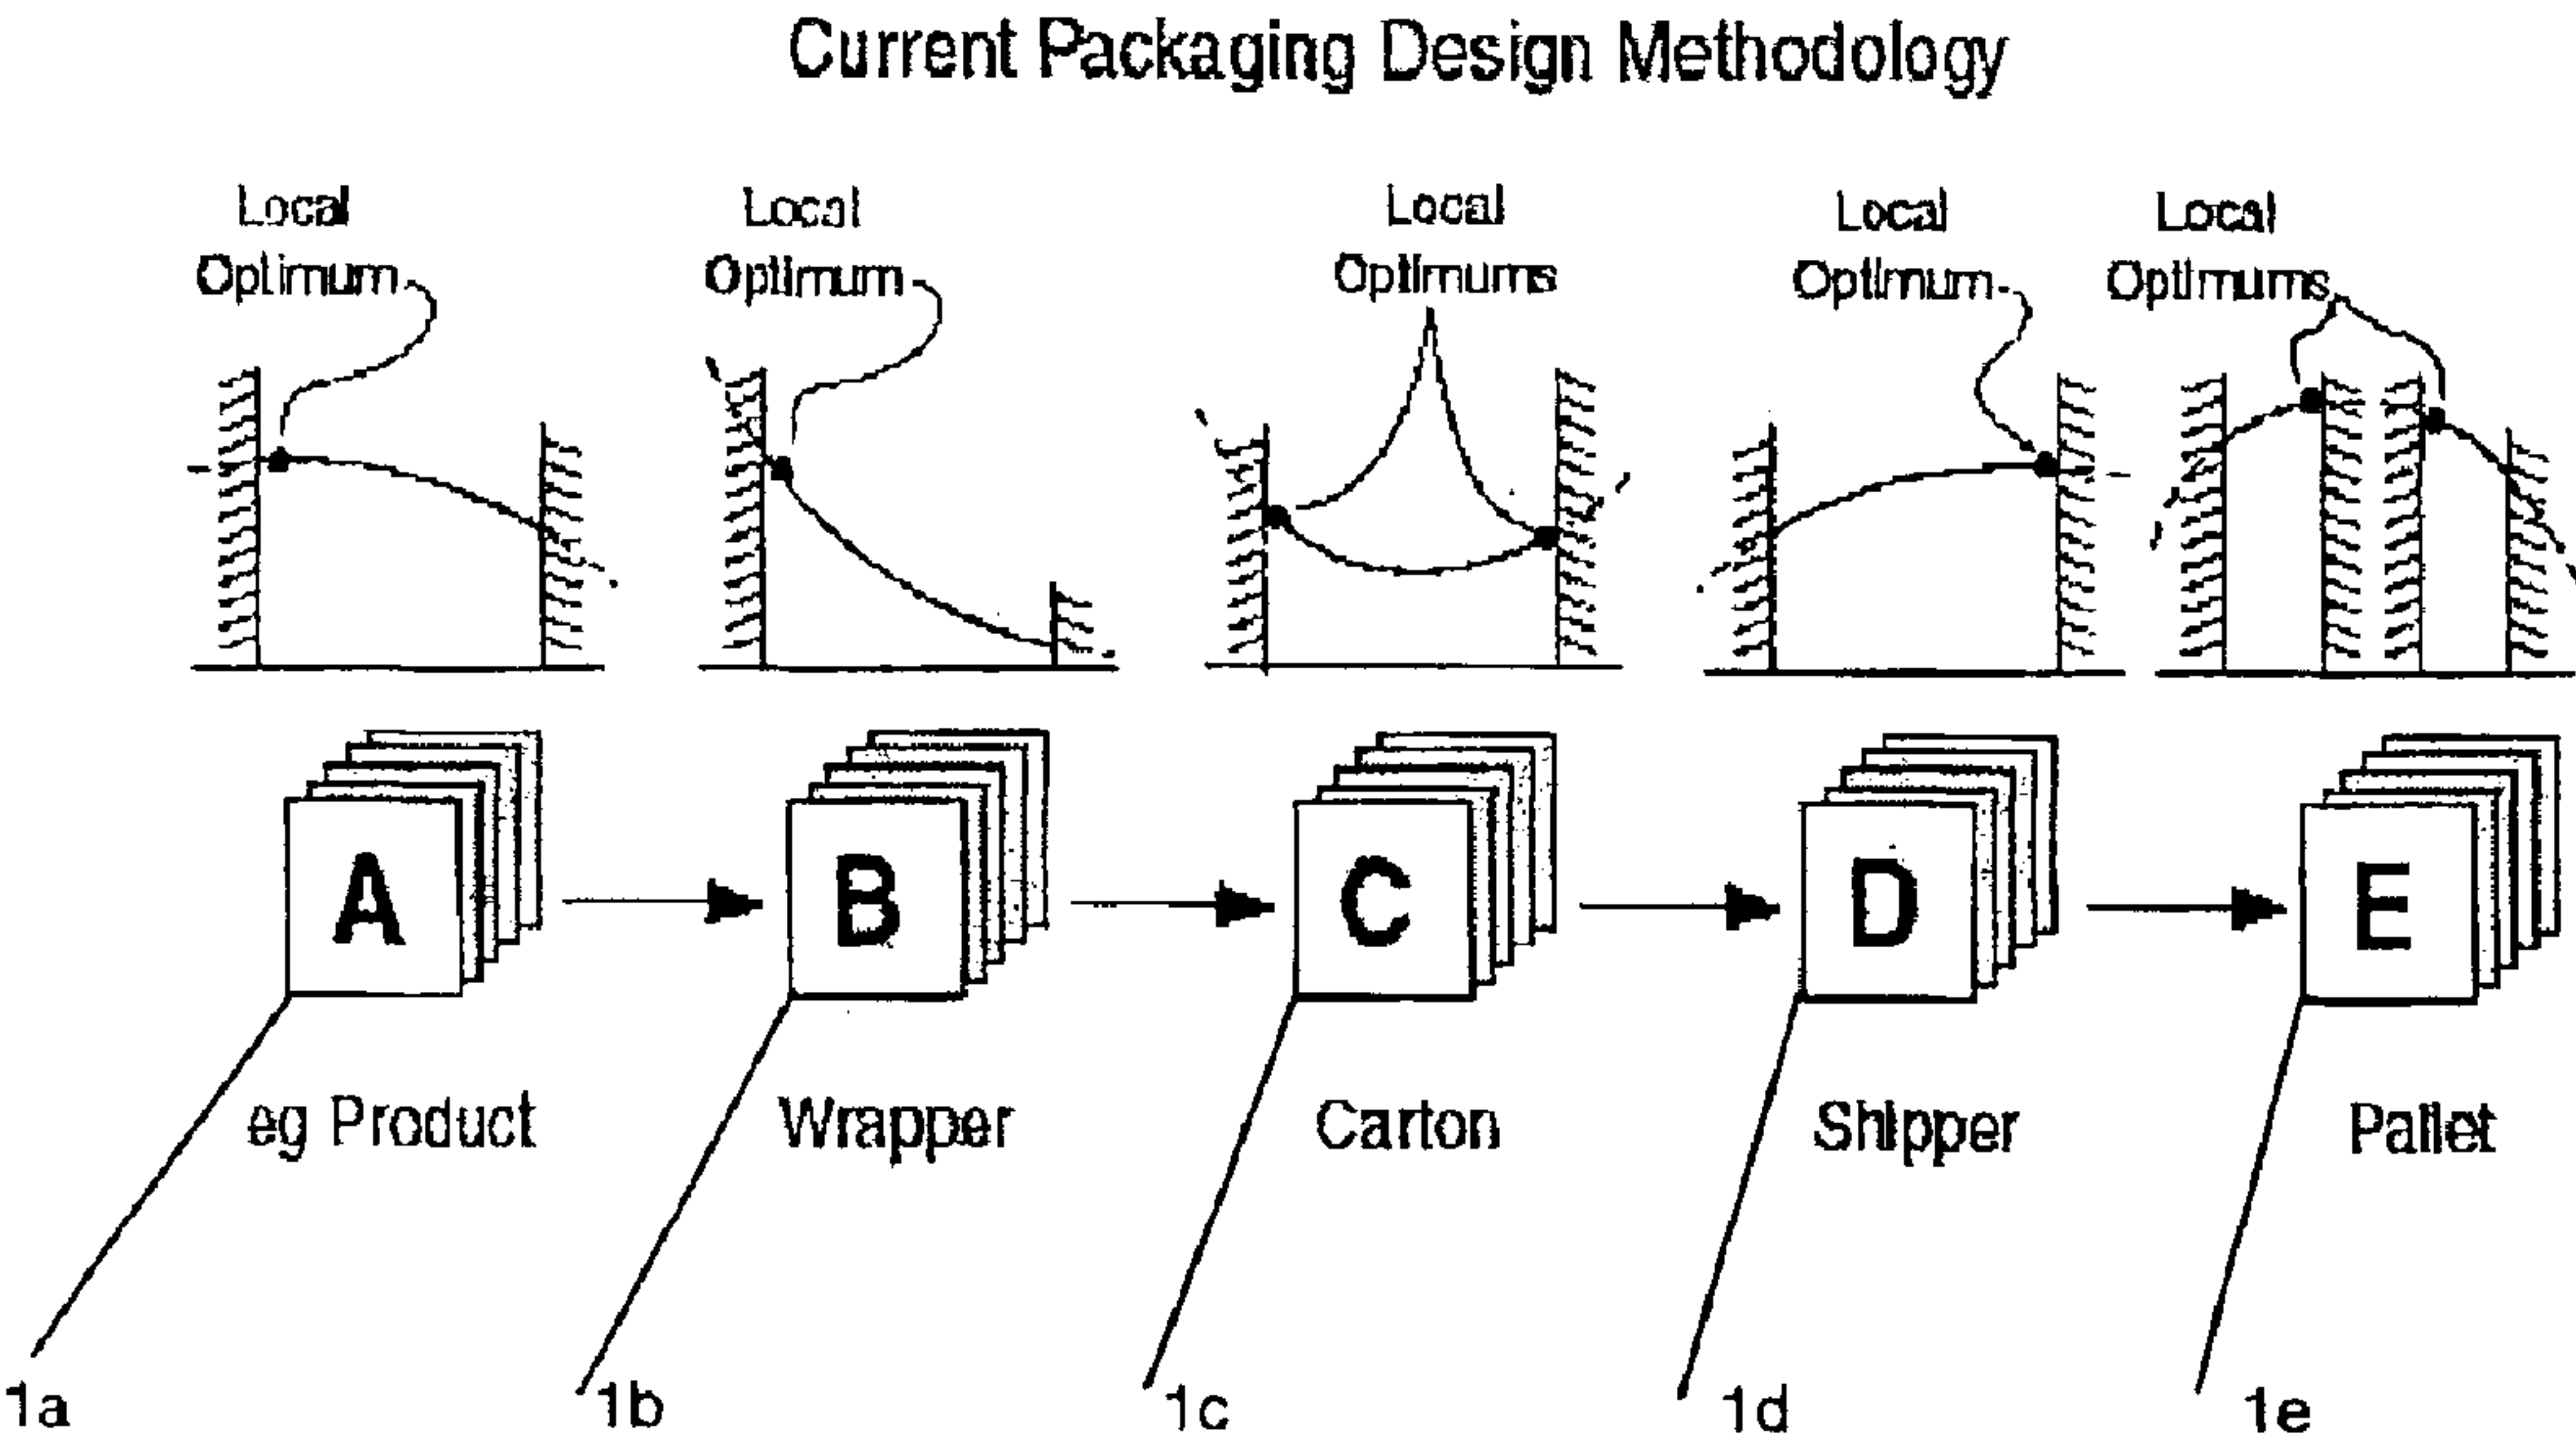 Current Packaging Design Methodology
Local
Optimum
Local
Optimum
Local
Optimums
Local
Optimum
Local
Optimums
A
B
C
D
E
eg Product
Wrapper
Carton
Shipper
Pallet
1a
1b
1c
1d
1e